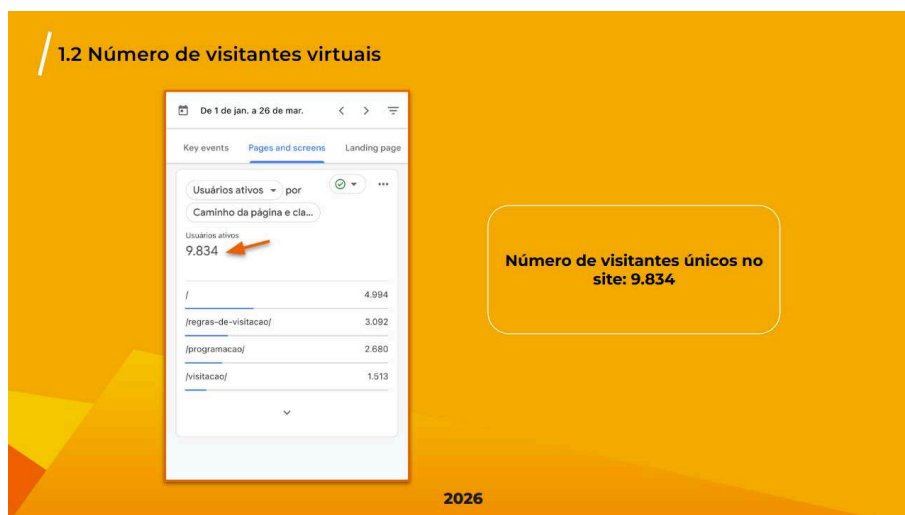 1.2 Número de visitantes virtuais
De 1 de jan. a 26 de mar.
Key events Pages and screens Landing page
Usuários ativos por
Caminho da página e cla...
Usuários ativos
9.834
/ 4.994
/regras-de-visitacao/ 3.092
/programacao/ 2.680
/visitacao/ 1.513
Número de visitantes únicos no
site: 9.834
2026